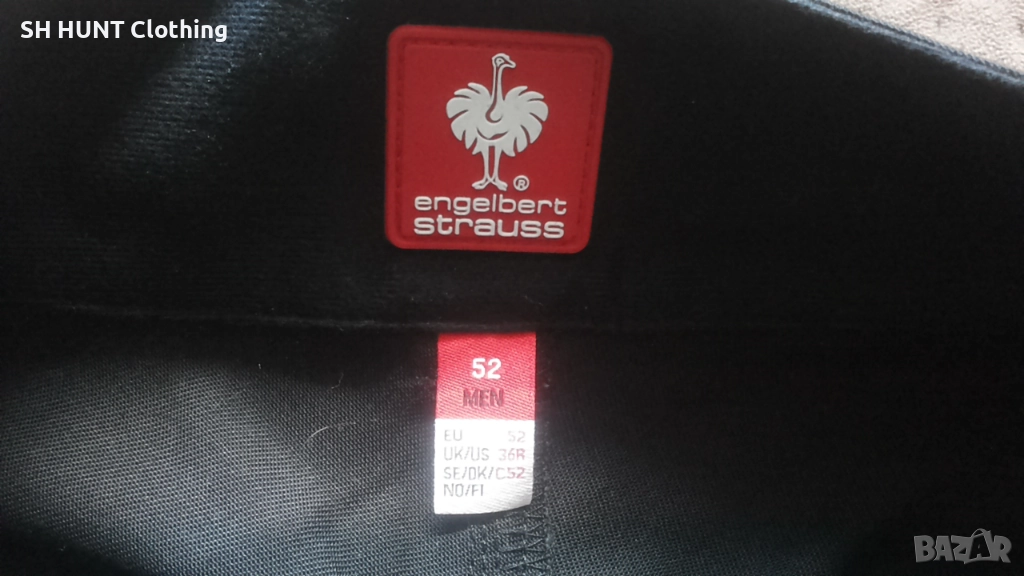 SH HUNT Clothing
®
engelbert
strauss
52
MEN
EU 52
UK/US 36R
SE/DK/C52
NO/FI
BAZAR